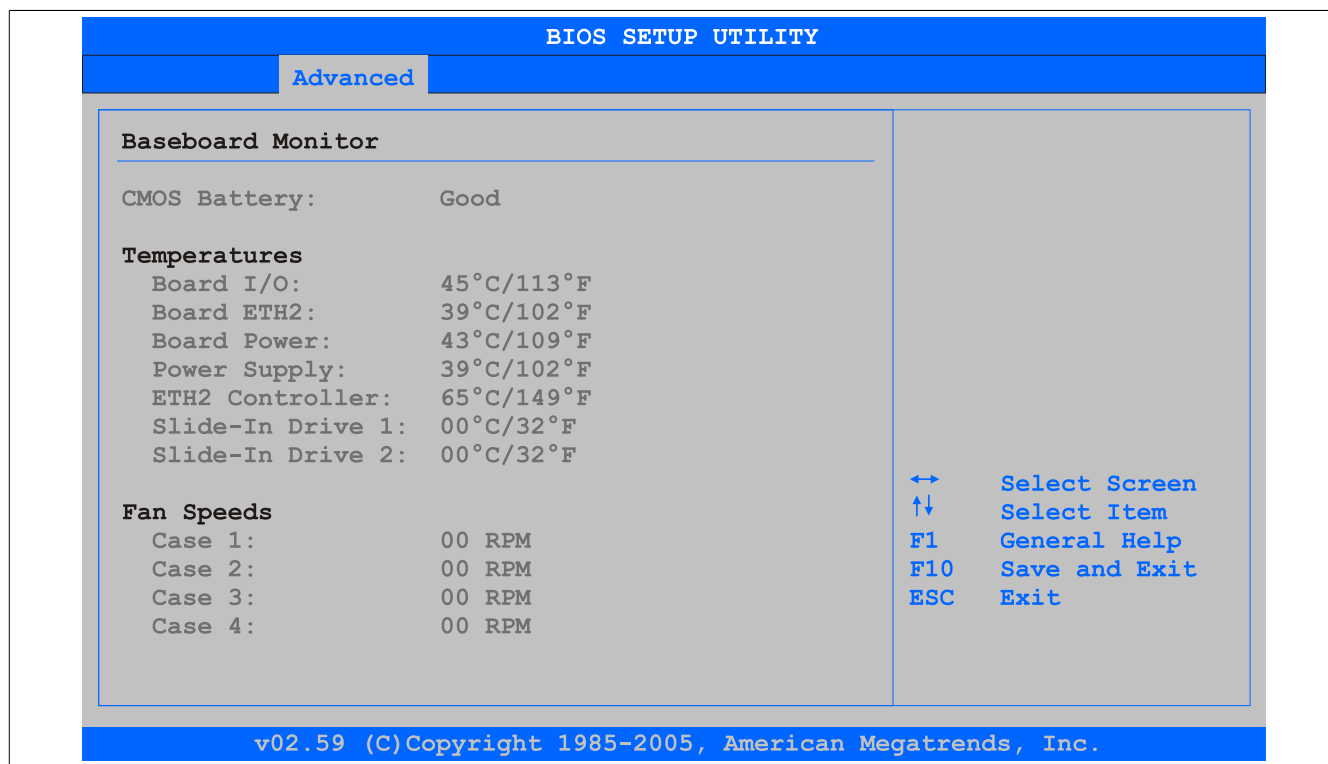 BIOS SETUP UTILITY
Advanced
Baseboard Monitor
CMOS Battery: Good
Temperatures
Board I/O: 45°C/113°F
Board ETH2: 39°C/102°F
Board Power: 43°C/109°F
Power Supply: 39°C/102°F
ETH2 Controller: 65°C/149°F
Slide-In Drive 1: 00°C/32°F
Slide-In Drive 2: 00°C/32°F
Fan Speeds
Case 1: 00 RPM
Case 2: 00 RPM
Case 3: 00 RPM
Case 4: 00 RPM
↔ Select Screen
↑↓ Select Item
F1 General Help
F10 Save and Exit
ESC Exit
v02.59 (C)Copyright 1985-2005, American Megatrends, Inc.